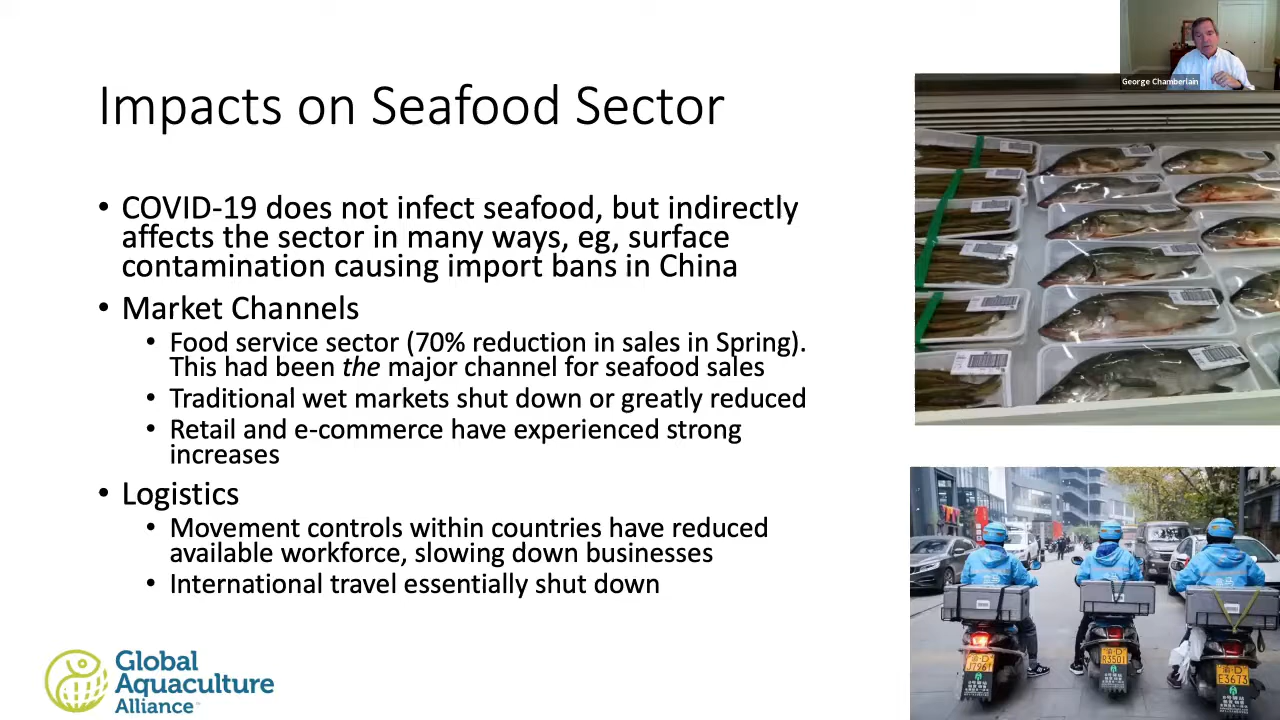 George Chamberlain
Impacts on Seafood Sector
• COVID-19 does not infect seafood, but indirectly
affects the sector in many ways, eg, surface
contamination causing import bans in China
• Market Channels
• Food service sector (70% reduction in sales in Spring).
This had been the major channel for seafood sales
• Traditional wet markets shut down or greatly reduced
• Retail and e-commerce have experienced strong
increases
• Logistics
• Movement controls within countries have reduced
available workforce, slowing down businesses
• International travel essentially shut down
Global
Aquaculture
Alliance
盒马
R3501
E3673